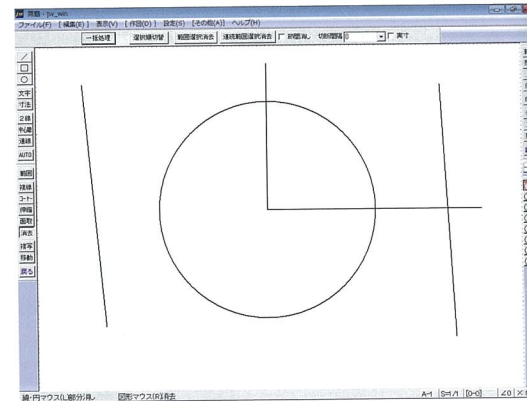 無題 - jw_win
ファイル(F) [編集(E)] 表示(V) [作図(D)] 設定(S) [その他(A)] ヘルプ(H)
一括処理 選択順切替 範囲選択消去 連続範囲選択消去 節間消し 切断間隔 0 実寸
文字
寸法
2線
中心線
連線
AUTO
範囲
複線
コーナー
伸縮
面取
消去
複写
移動
戻る
線・円マウス(L)部分消し 図形マウス(R)消去 A-1 S=1/1 [0-0] ∠0 ×